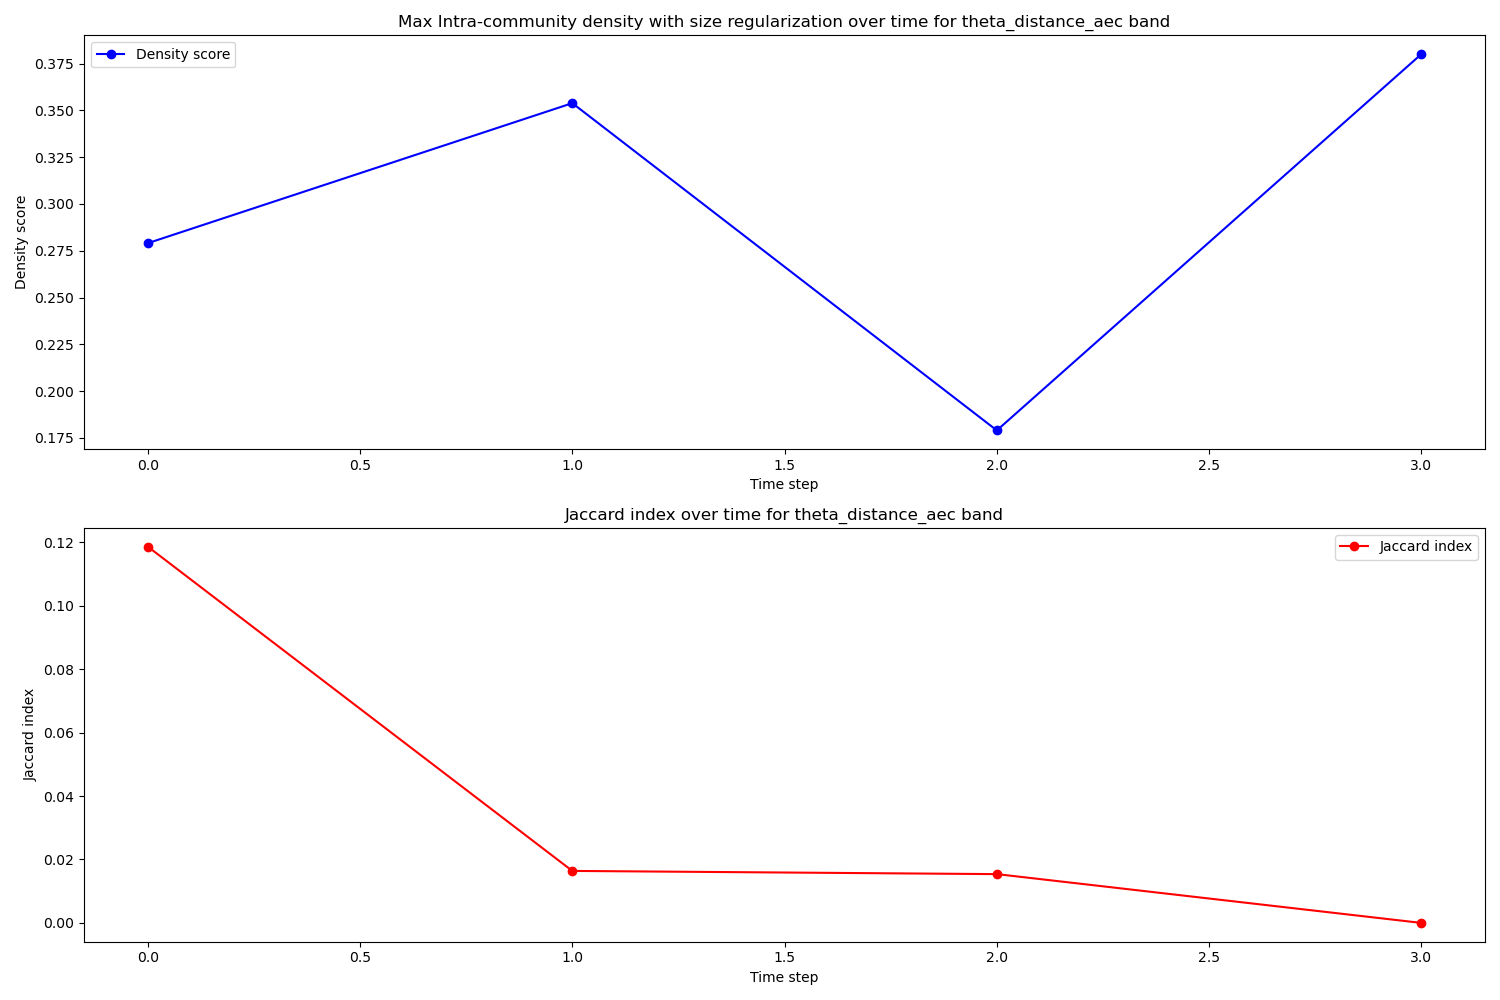 Max Intra-community density with size regularization over time for theta_distance_aec band
Density score
0.375
0.350
0.325
0.300
0.275
0.250
0.225
0.200
0.175
Density score
0.0 0.5 1.0 1.5 2.0 2.5 3.0
Time step
Jaccard index over time for theta_distance_aec band
Jaccard index
0.12
0.10
0.08
0.06
0.04
0.02
0.00
Jaccard index
0.0 0.5 1.0 1.5 2.0 2.5 3.0
Time step